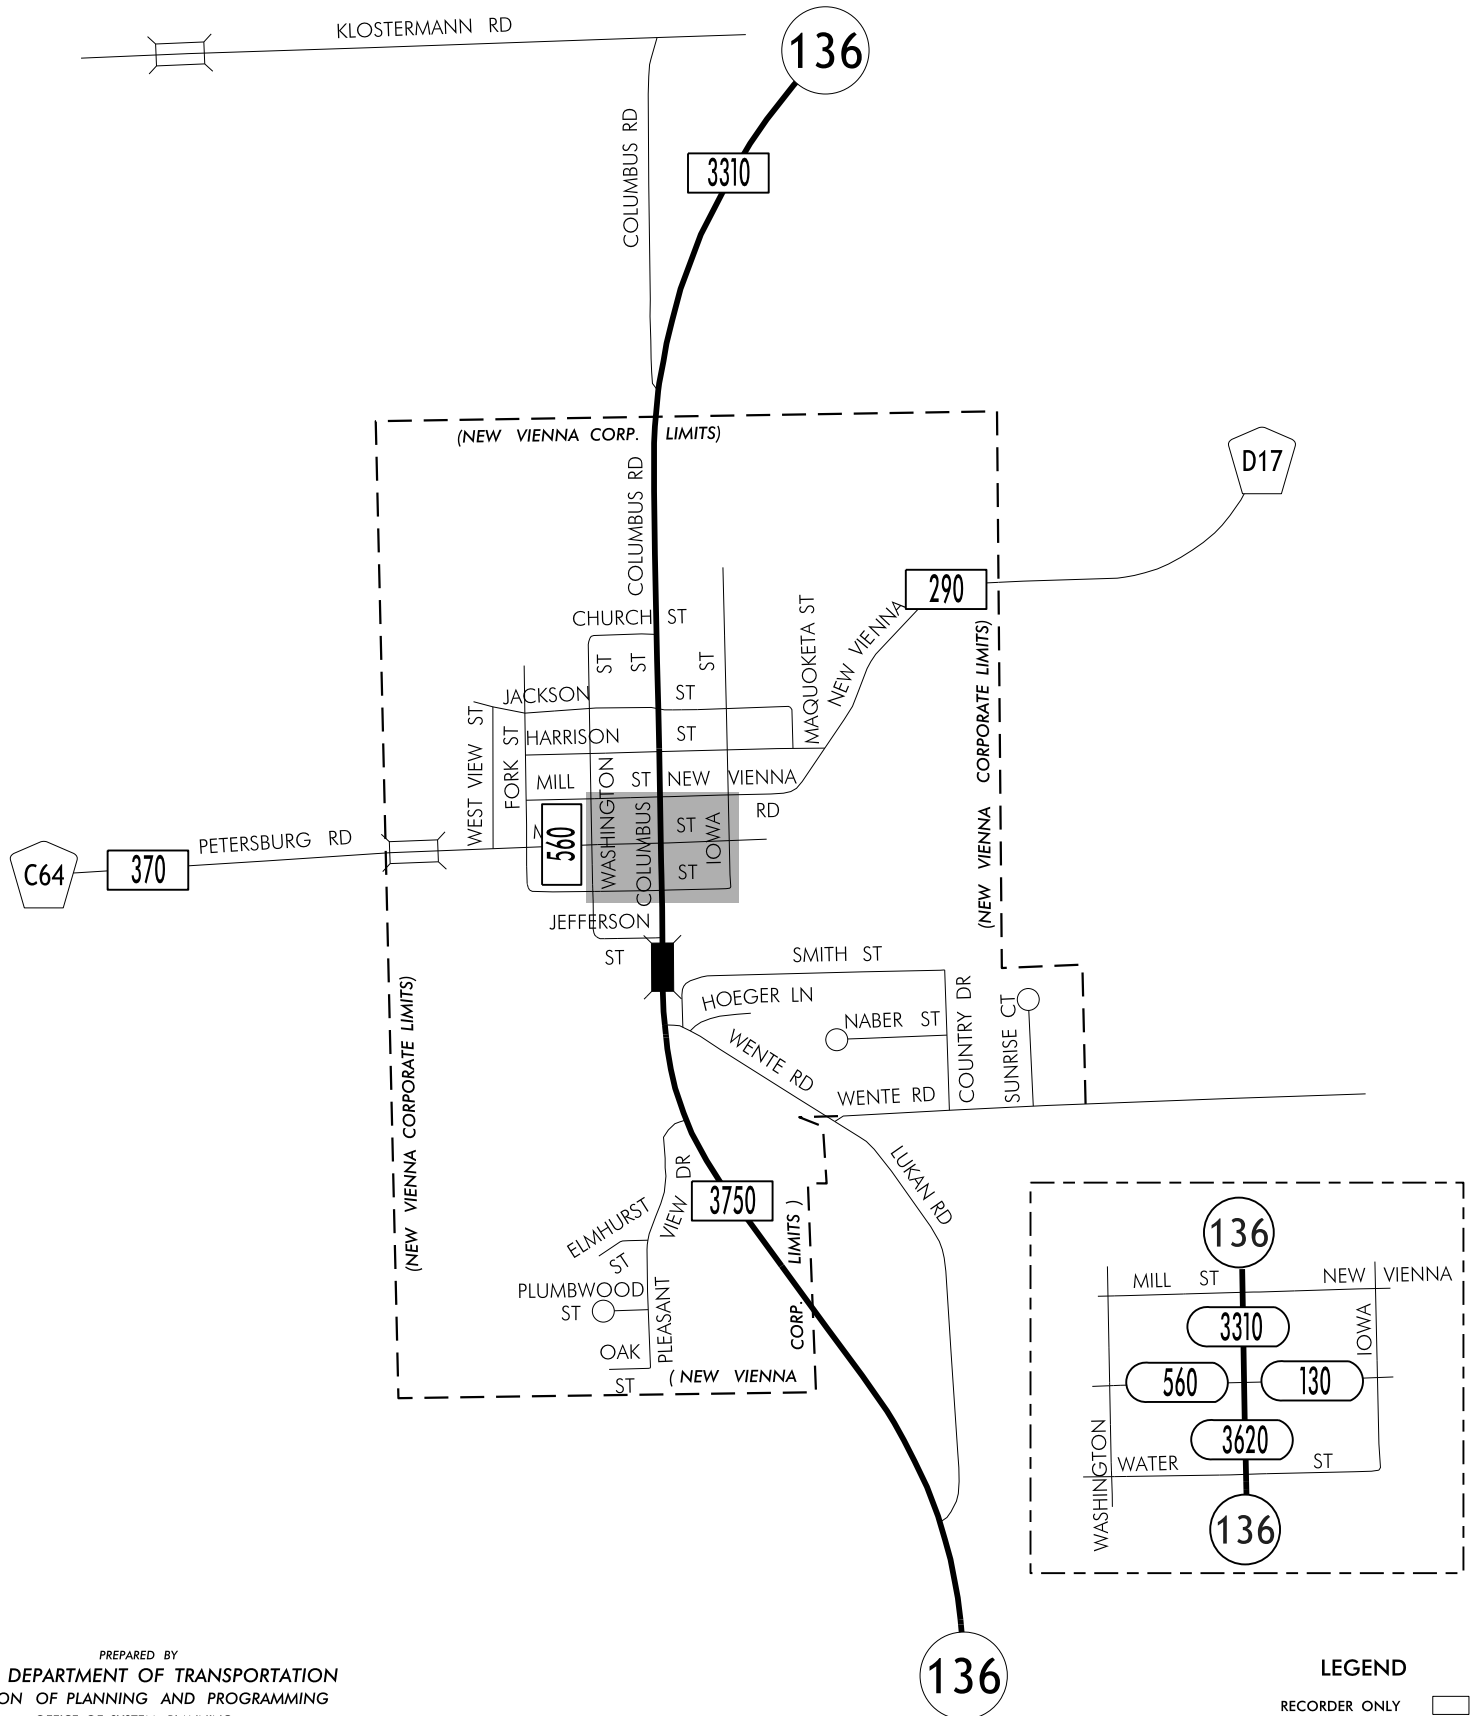 KLOSTERMANN RD
136
COLUMBUS RD
3310
(NEW VIENNA CORP. LIMITS)
D17
COLUMBUS RD
290
CHURCH ST
MAQUOKETA ST
NEW VIENNA
(NEW VIENNA CORPORATE LIMITS)
ST ST ST
JACKSON ST
WEST VIEW ST
FORK ST
HARRISON ST
MILL ST NEW VIENNA
RD
WASHINGTON
COLUMBUS
IOWA
ST
560
PETERSBURG RD
C64
370
ST
JEFFERSON
ST
SMITH ST
HOEGER LN
NABER ST
COUNTRY DR
SUNRISE CT
(NEW VIENNA CORPORATE LIMITS)
WENTE RD
WENTE RD
LUKAN RD
VIEW DR
3750
ELMHURST
ST
PLUMBWOOD
ST
PLEASANT
OAK
ST
(NEW VIENNA
CORP. LIMITS )
136
MILL ST NEW VIENNA
3310
IOWA
560
130
3620
WASHINGTON
WATER ST
136
136
PREPARED BY
DEPARTMENT OF TRANSPORTATION
ON OF PLANNING AND PROGRAMMING
LEGEND
RECORDER ONLY